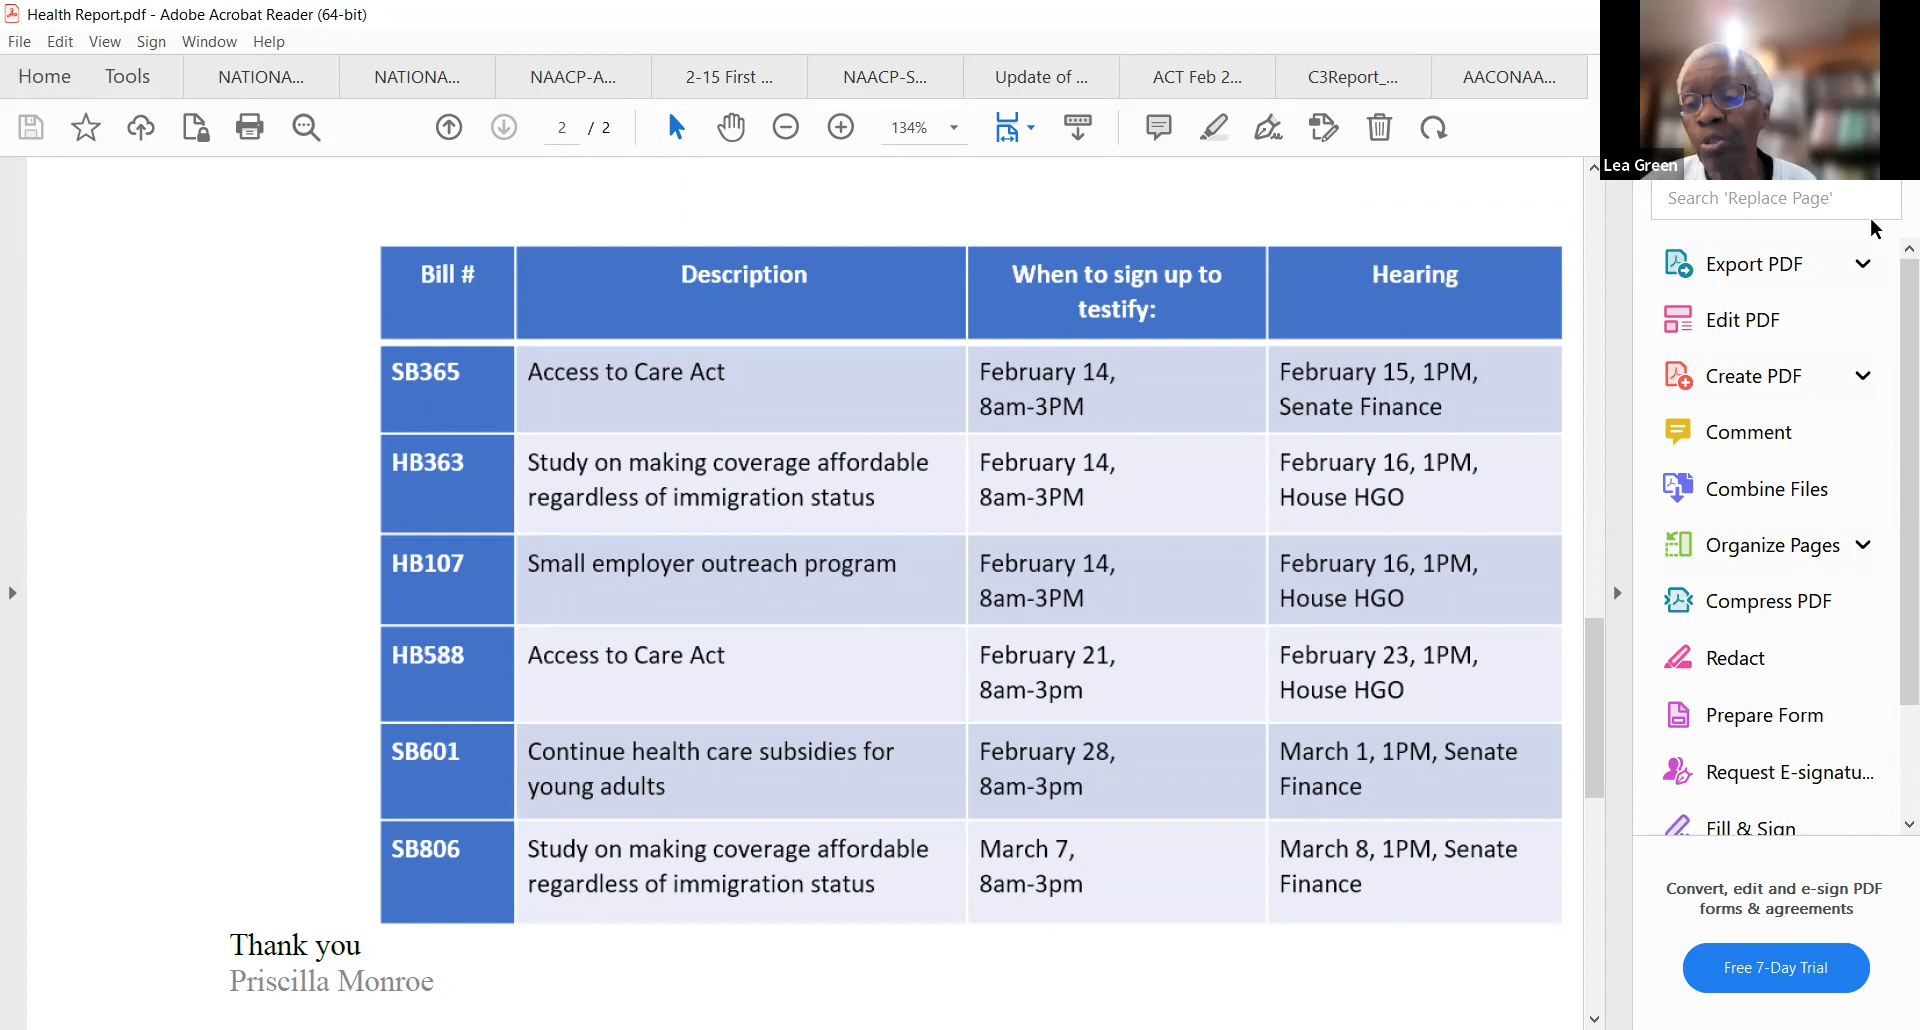 Health Report.pdf - Adobe Acrobat Reader (64-bit)
File Edit View Sign Window Help
Home Tools NATIONA... NATIONA... NAACP-A... 2-15 First ... NAACP-S... Update of ... ACT Feb 2... C3Report_... AACONAA...
2 / 2 134%
Lea Green
Search 'Replace Page'
Bill # Description When to sign up to
testify: Hearing
SB365 Access to Care Act February 14,
8am-3PM February 15, 1PM,
Senate Finance
HB363 Study on making coverage affordable
regardless of immigration status February 14,
8am-3PM February 16, 1PM,
House HGO
HB107 Small employer outreach program February 14,
8am-3PM February 16, 1PM,
House HGO
HB588 Access to Care Act February 21,
8am-3pm February 23, 1PM,
House HGO
SB601 Continue health care subsidies for
young adults February 28,
8am-3pm March 1, 1PM, Senate
Finance
SB806 Study on making coverage affordable
regardless of immigration status March 7,
8am-3pm March 8, 1PM, Senate
Finance
Thank you
Priscilla Monroe
Export PDF
Edit PDF
Create PDF
Comment
Combine Files
Organize Pages
Compress PDF
Redact
Prepare Form
Request E-signatu...
Fill & Sign
Convert, edit and e-sign PDF
forms & agreements
Free 7-Day Trial